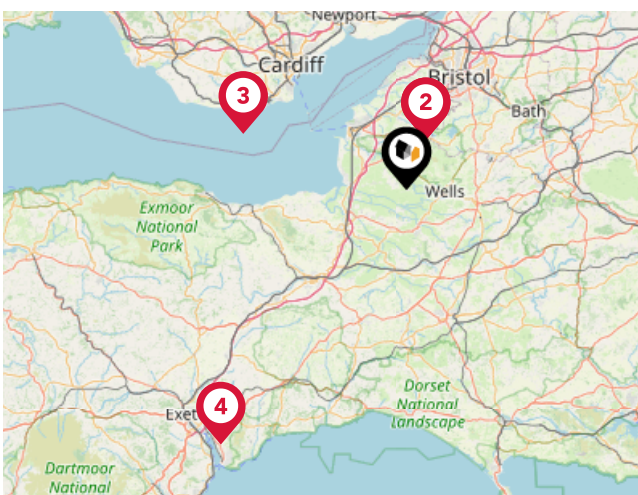 Newport
Cardiff
3
Bristol
2
Bath
Wells
Exmoor
National
Park
4
Exet
Dorset
National
Landscape
Dartmoor
National